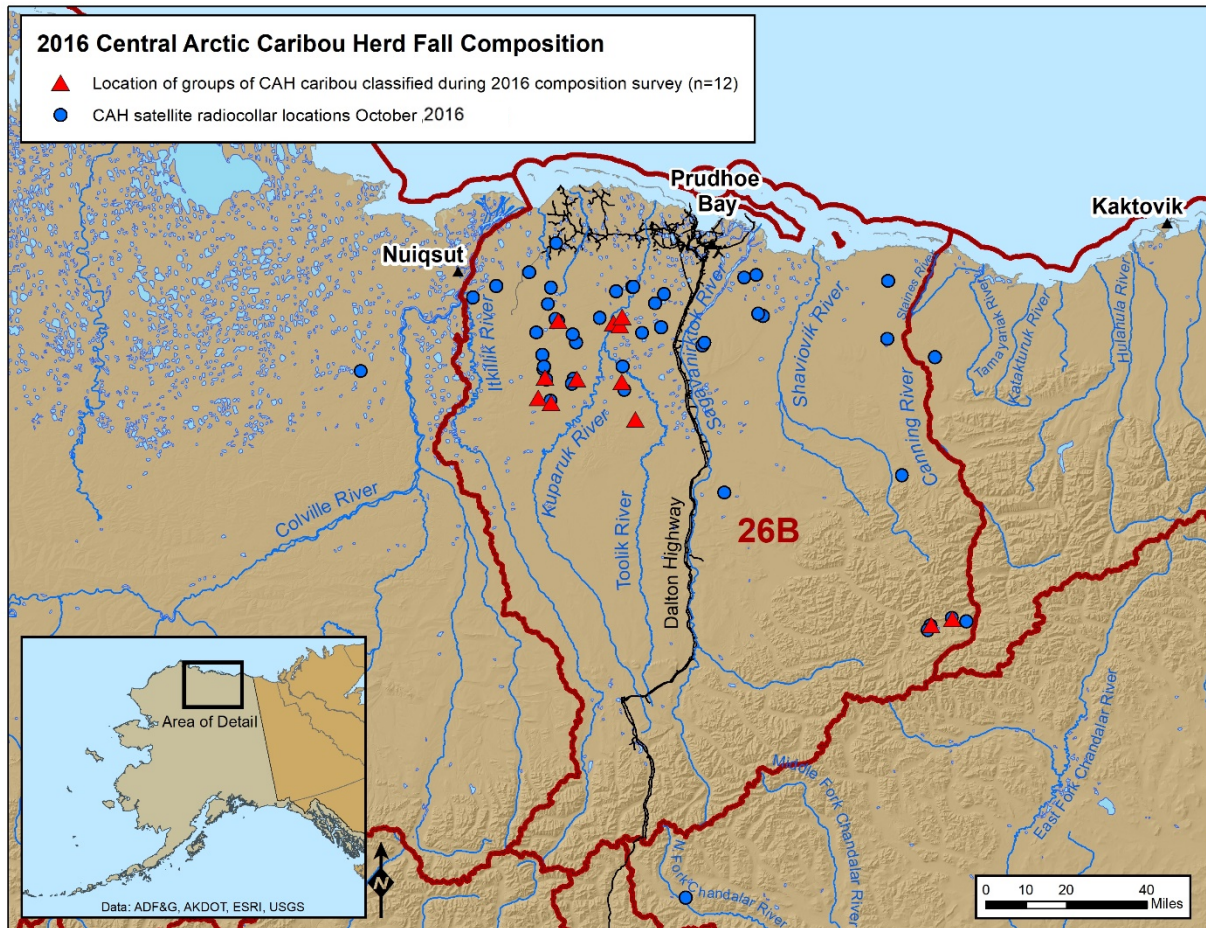 2016 Central Arctic Caribou Herd Fall Composition
Location of groups of CAH caribou classified during 2016 composition survey (n=12)
CAH satellite radiocollar locations October ,2016
Prudhoe
Bay
Kaktovik
Nuiqsut
Itkillik River
Sagavanirktok River
Shaviovik River
Staines River
Tamayariak River
Katakturuk River
Hulahula River
Canning River
Kuparuk River
Colville River
Toolik River
Dalton Highway
26B
Area of Detail
Data: ADF&G, AKDOT, ESRI, USGS
N
Middle Fork Chandalar River
East Fork Chandalar River
N Fork Chandalar River
0 10 20 40
Miles